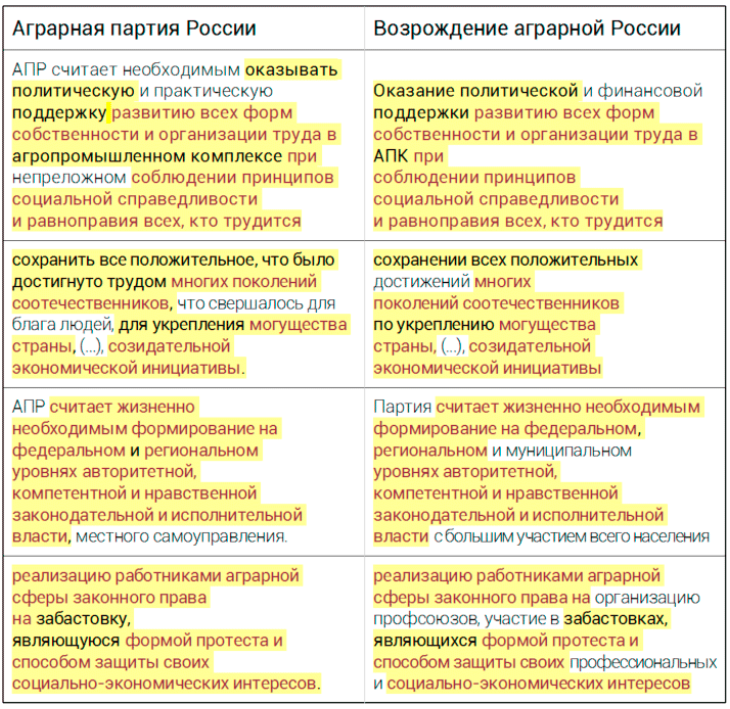 Аграрная партия России
Возрождение аграрной России
АПР считает необходимым оказывать
политическую и практическую
поддержку развитию всех форм
собственности и организации труда в
агропромышленном комплексе при
непреложном соблюдении принципов
социальной справедливости
и равноправия всех, кто трудится
Оказание политической и финансовой
поддержки развитию всех форм
собственности и организации труда в
АПК при
соблюдении принципов
социальной справедливости
и равноправия всех, кто трудится
сохранить все положительное, что было
достигнуто трудом многих поколений
соотечественников, что свершалось для
блага людей, для укрепления могущества
страны, (...), созидательной
экономической инициативы.
сохранении всех положительных
достижений многих
поколений соотечественников
по укреплению могущества
страны, (...), созидательной
экономической инициативы
АПР считает жизненно
необходимым формирование на
федеральном и региональном
уровнях авторитетной,
компетентной и нравственной
законодательной и исполнительной
власти, местного самоуправления.
Партия считает жизненно необходимым
формирование на федеральном,
региональном и муниципальном
уровнях авторитетной,
компетентной и нравственной
законодательной и исполнительной
власти с большим участием всего населения
реализацию работниками аграрной
сферы законного права
на забастовку,
являющуюся формой протеста и
способом защиты своих
социально-экономических интересов.
реализацию работниками аграрной
сферы законного права на организацию
профсоюзов, участие в забастовках,
являющихся формой протеста и
способом защиты своих профессиональных
и социально-экономических интересов